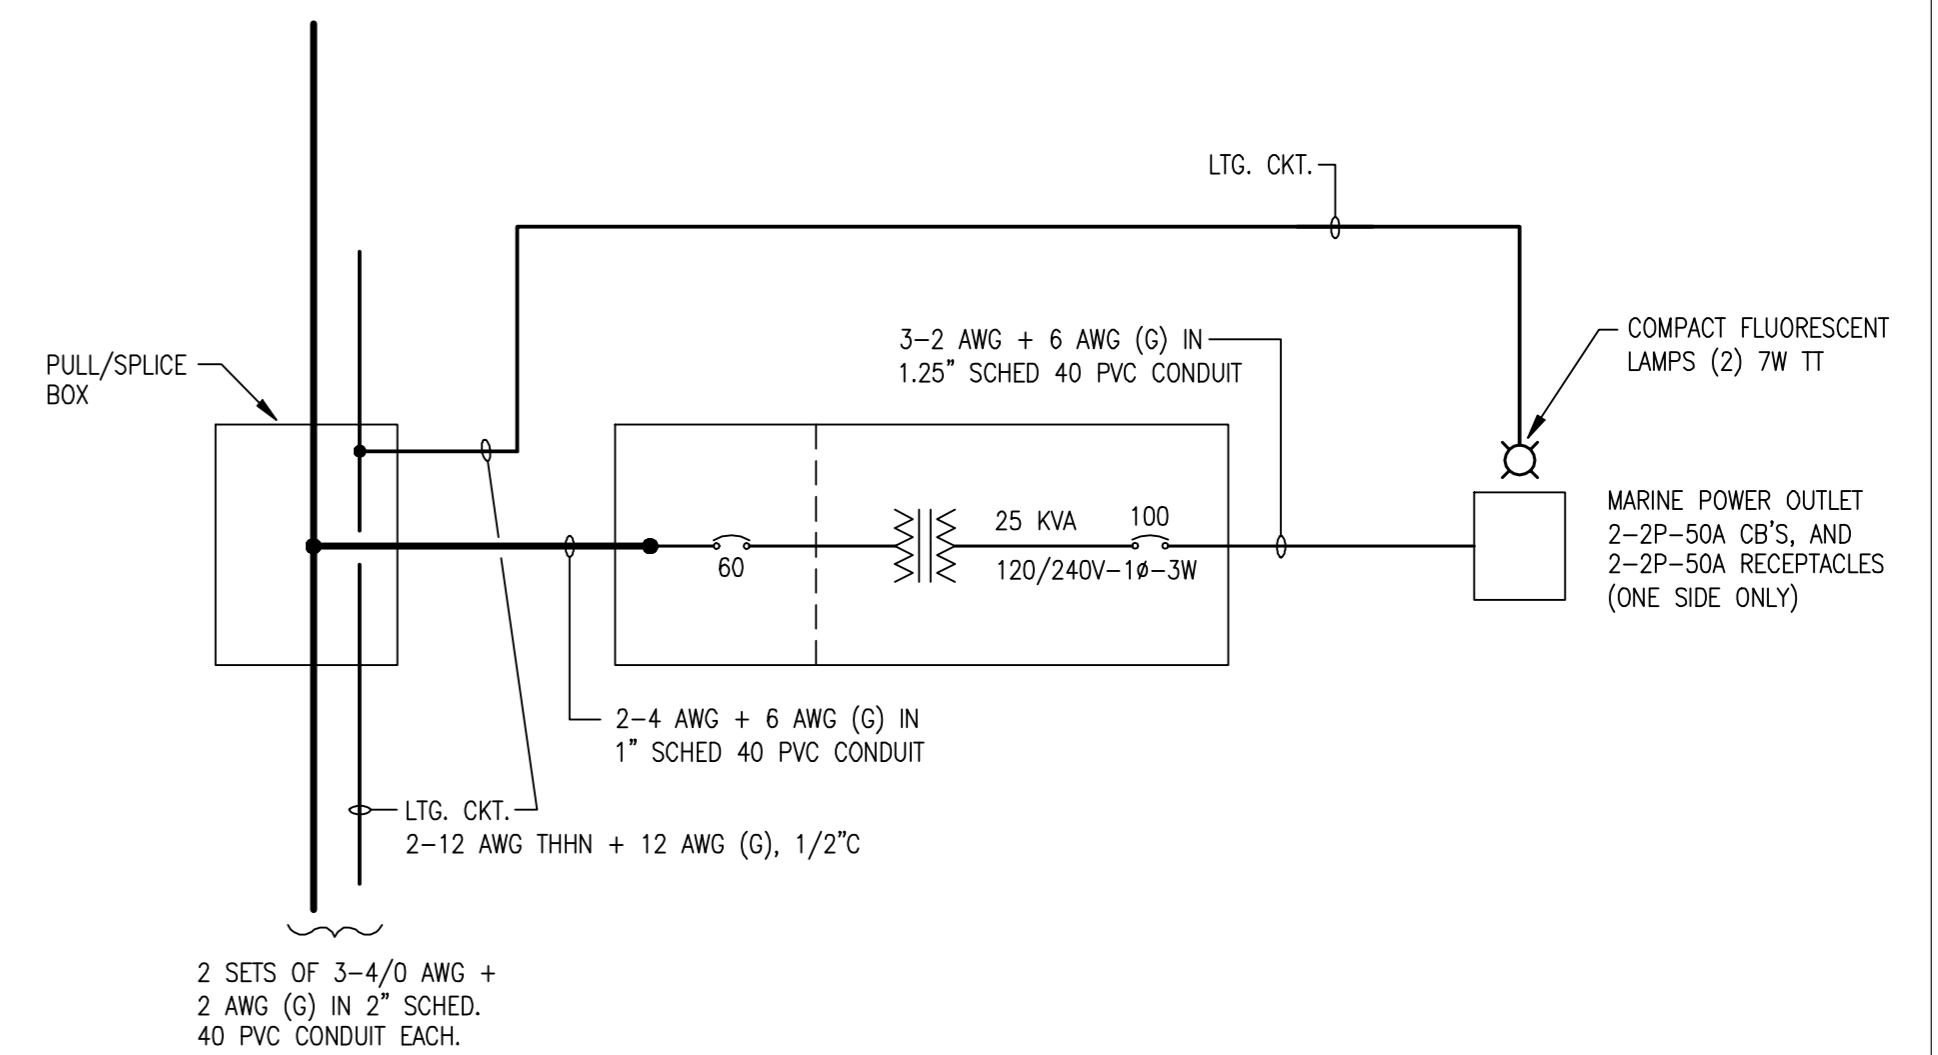 LTG. CKT.
3-2 AWG + 6 AWG (G) IN
1.25" SCHED 40 PVC CONDUIT
COMPACT FLUORESCENT
LAMPS (2) 7W TT
PULL/SPLICE
BOX
25 KVA
100
60
120/240V-1ø-3W
MARINE POWER OUTLET
2-2P-50A CB'S, AND
2-2P-50A RECEPTACLES
(ONE SIDE ONLY)
2-4 AWG + 6 AWG (G) IN
1" SCHED 40 PVC CONDUIT
LTG. CKT.
2-12 AWG THHN + 12 AWG (G), 1/2"C
2 SETS OF 3-4/0 AWG +
2 AWG (G) IN 2" SCHED.
40 PVC CONDUIT EACH.